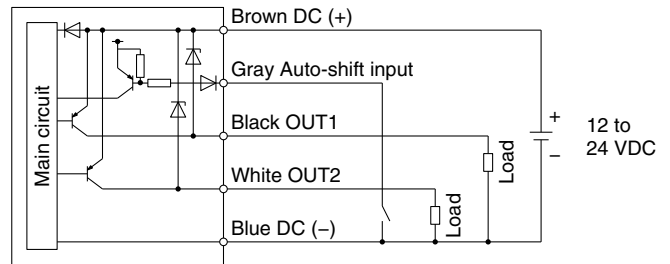 Brown DC (+)
Gray Auto-shift input
Black OUT1
White OUT2
Blue DC (−)
Main circuit
Load
Load
+
−
12 to
24 VDC